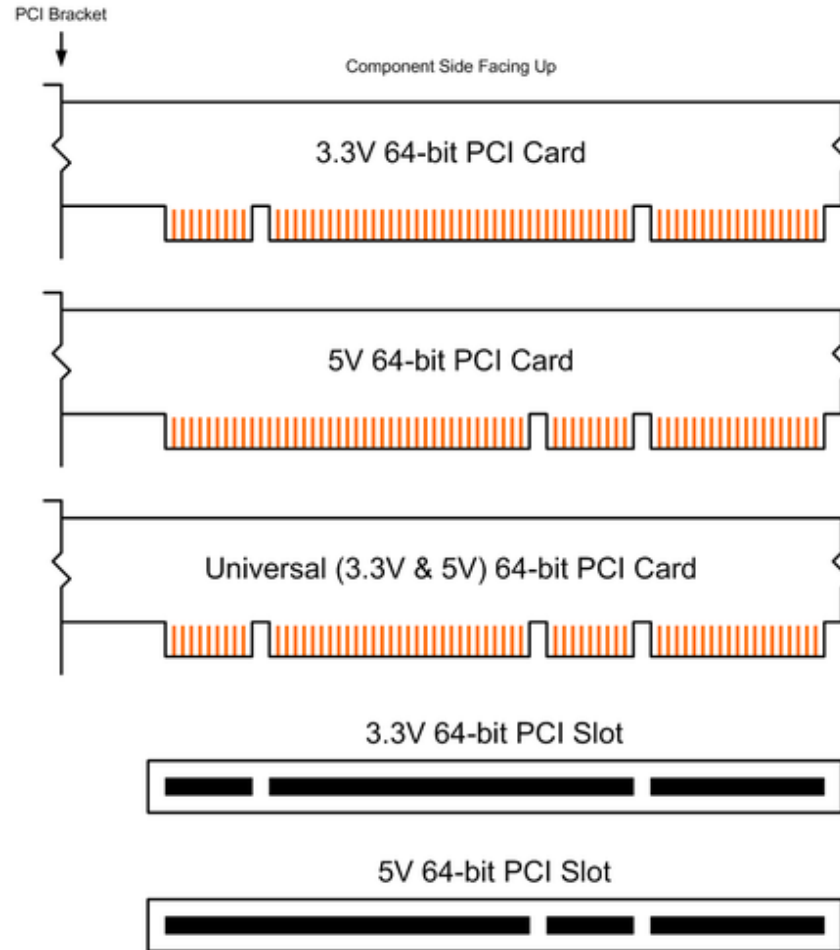 PCI Bracket
Component Side Facing Up
3.3V 64-bit PCI Card
5V 64-bit PCI Card
Universal (3.3V & 5V) 64-bit PCI Card
3.3V 64-bit PCI Slot
5V 64-bit PCI Slot